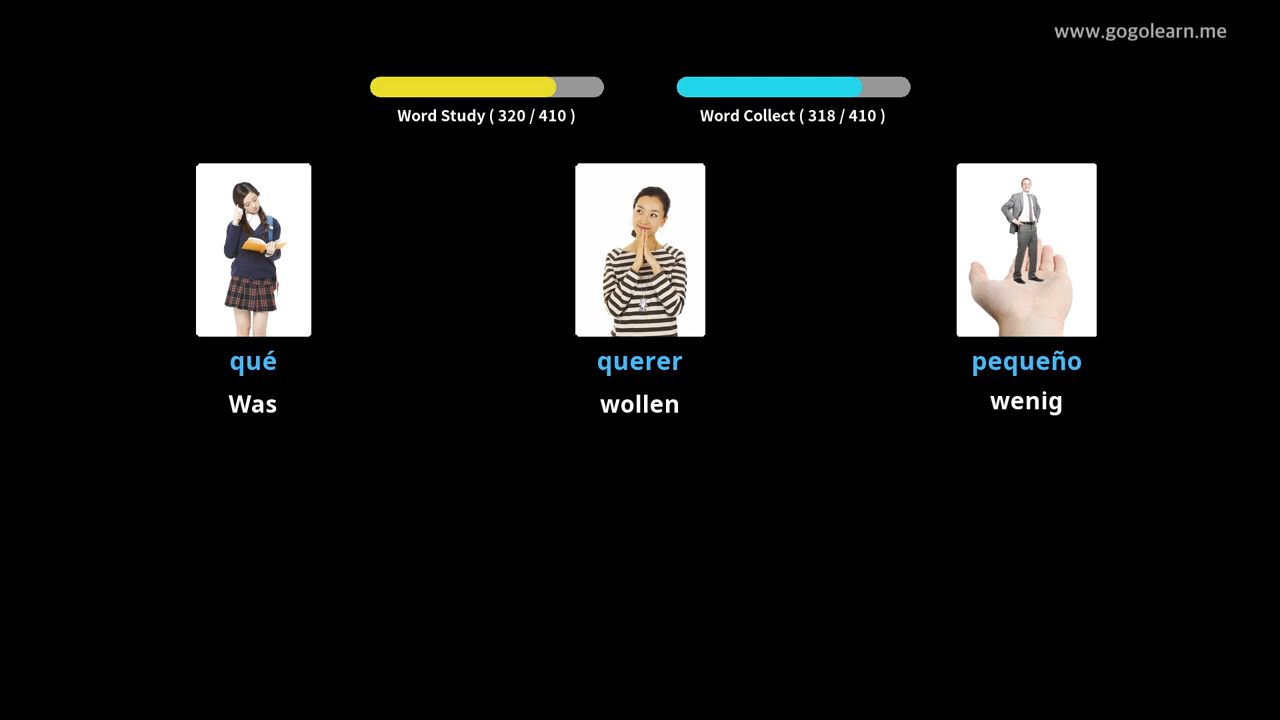 www.gogolearn.me
Word Study ( 320 / 410 )
Word Collect ( 318 / 410 )
qué
querer
pequeño
Was
wollen
wenig